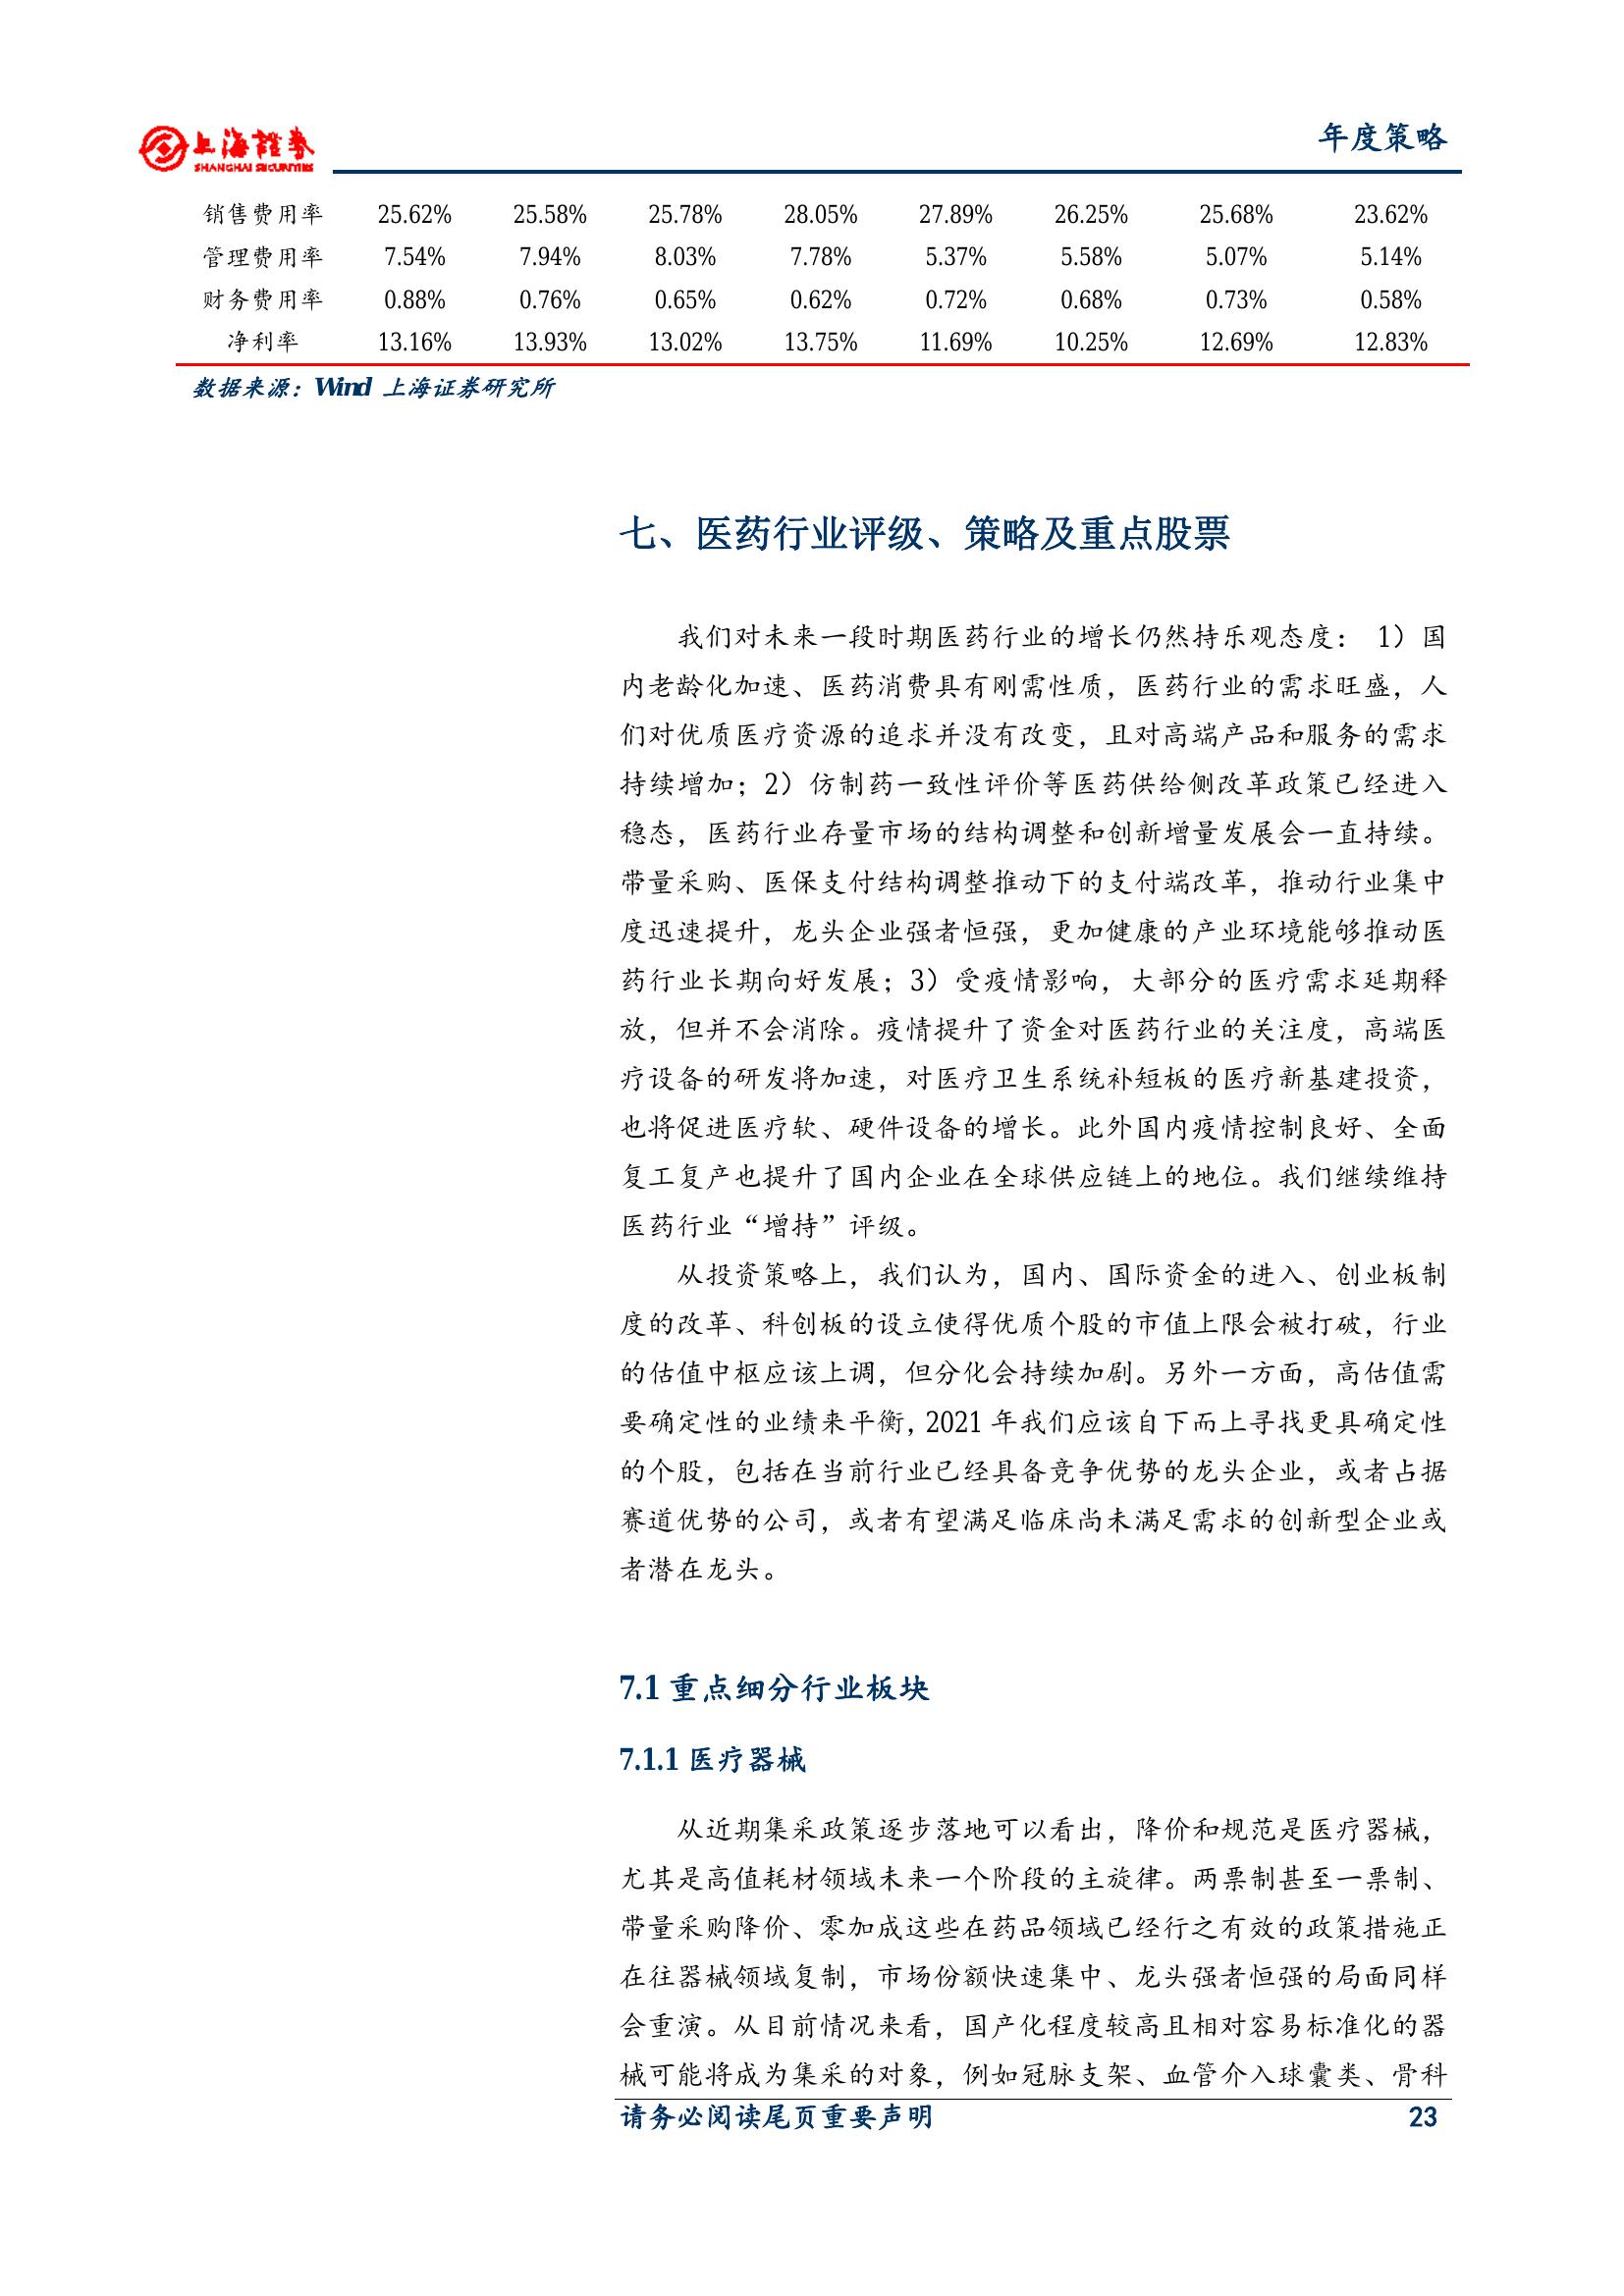 上海證券
SHANGHAI SECURITIES
年度策略
销售费用率 25.62% 25.58% 25.78% 28.05% 27.89% 26.25% 25.68% 23.62%
管理费用率 7.54% 7.94% 8.03% 7.78% 5.37% 5.58% 5.07% 5.14%
财务费用率 0.88% 0.76% 0.65% 0.62% 0.72% 0.68% 0.73% 0.58%
净利率 13.16% 13.93% 13.02% 13.75% 11.69% 10.25% 12.69% 12.83%
数据来源：Wind 上海证券研究所
七、医药行业评级、策略及重点股票
我们对未来一段时期医药行业的增长仍然持乐观态度： 1）国
内老龄化加速、医药消费具有刚需性质，医药行业的需求旺盛，人
们对优质医疗资源的追求并没有改变，且对高端产品和服务的需求
持续增加；2）仿制药一致性评价等医药供给侧改革政策已经进入
稳态，医药行业存量市场的结构调整和创新增量发展会一直持续。
带量采购、医保支付结构调整推动下的支付端改革，推动行业集中
度迅速提升，龙头企业强者恒强，更加健康的产业环境能够推动医
药行业长期向好发展；3）受疫情影响，大部分的医疗需求延期释
放，但并不会消除。疫情提升了资金对医药行业的关注度，高端医
疗设备的研发将加速，对医疗卫生系统补短板的医疗新基建投资，
也将促进医疗软、硬件设备的增长。此外国内疫情控制良好、全面
复工复产也提升了国内企业在全球供应链上的地位。我们继续维持
医药行业“增持”评级。
从投资策略上，我们认为，国内、国际资金的进入、创业板制
度的改革、科创板的设立使得优质个股的市值上限会被打破，行业
的估值中枢应该上调，但分化会持续加剧。另外一方面，高估值需
要确定性的业绩来平衡，2021 年我们应该自下而上寻找更具确定性
的个股，包括在当前行业已经具备竞争优势的龙头企业，或者占据
赛道优势的公司，或者有望满足临床尚未满足需求的创新型企业或
者潜在龙头。
7.1 重点细分行业板块
7.1.1 医疗器械
从近期集采政策逐步落地可以看出，降价和规范是医疗器械，
尤其是高值耗材领域未来一个阶段的主旋律。两票制甚至一票制、
带量采购降价、零加成这些在药品领域已经行之有效的政策措施正
在往器械领域复制，市场份额快速集中、龙头强者恒强的局面同样
会重演。从目前情况来看，国产化程度较高且相对容易标准化的器
械可能将成为集采的对象，例如冠脉支架、血管介入球囊类、骨科
请务必阅读尾页重要声明 23